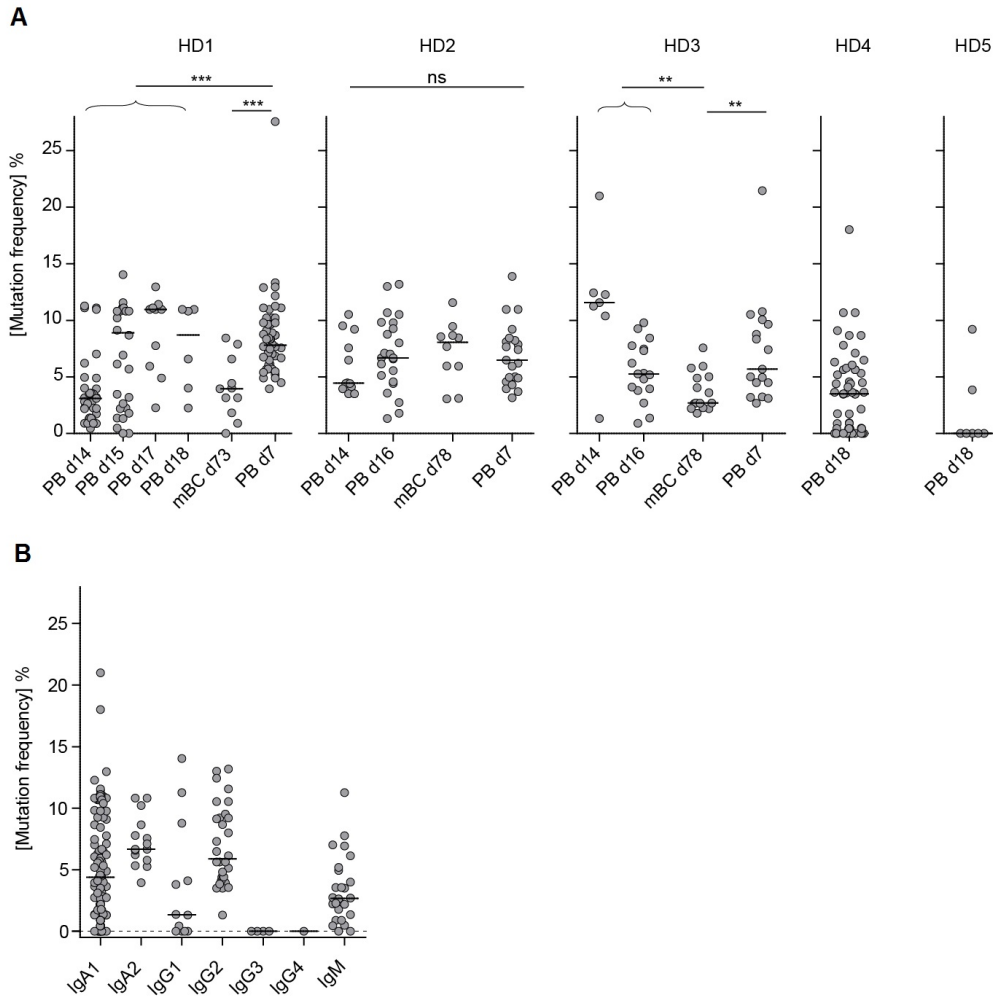 A
HD1 HD2 HD3 HD4 HD5
*** ns **
*** **
[Mutation frequency] %
25
20
15
10
5
0
PB d14 PB d15 PB d17 PB d18 mBC d73 PB d7 PB d14 PB d16 mBC d78 PB d7 PB d14 PB d16 mBC d78 PB d7 PB d18 PB d18
B
[Mutation frequency] %
25
20
15
10
5
0
IgA1 IgA2 IgG1 IgG2 IgG3 IgG4 IgM